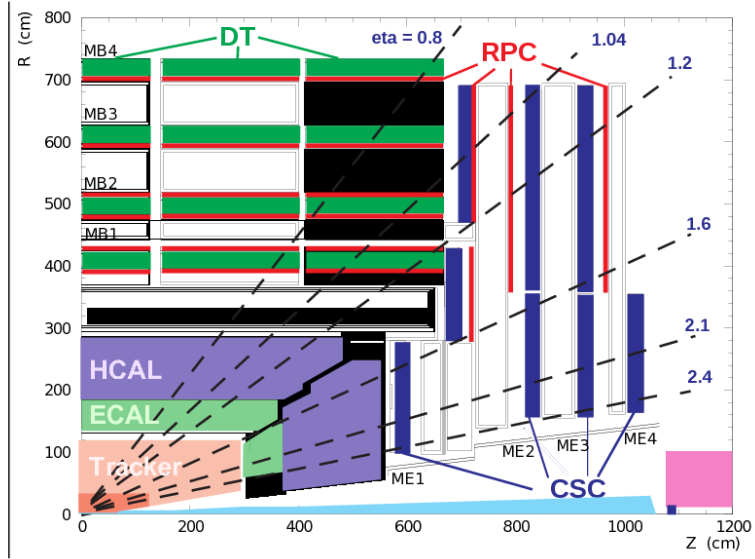 R (cm)
800
700
600
500
400
300
200
100
0
MB4
MB3
MB2
MB1
DT
eta = 0.8
RPC
1.04
1.2
1.6
2.1
2.4
HCAL
ECAL
Tracker
ME1
ME2
ME3
ME4
CSC
0
200
400
600
800
1000
1200
Z (cm)